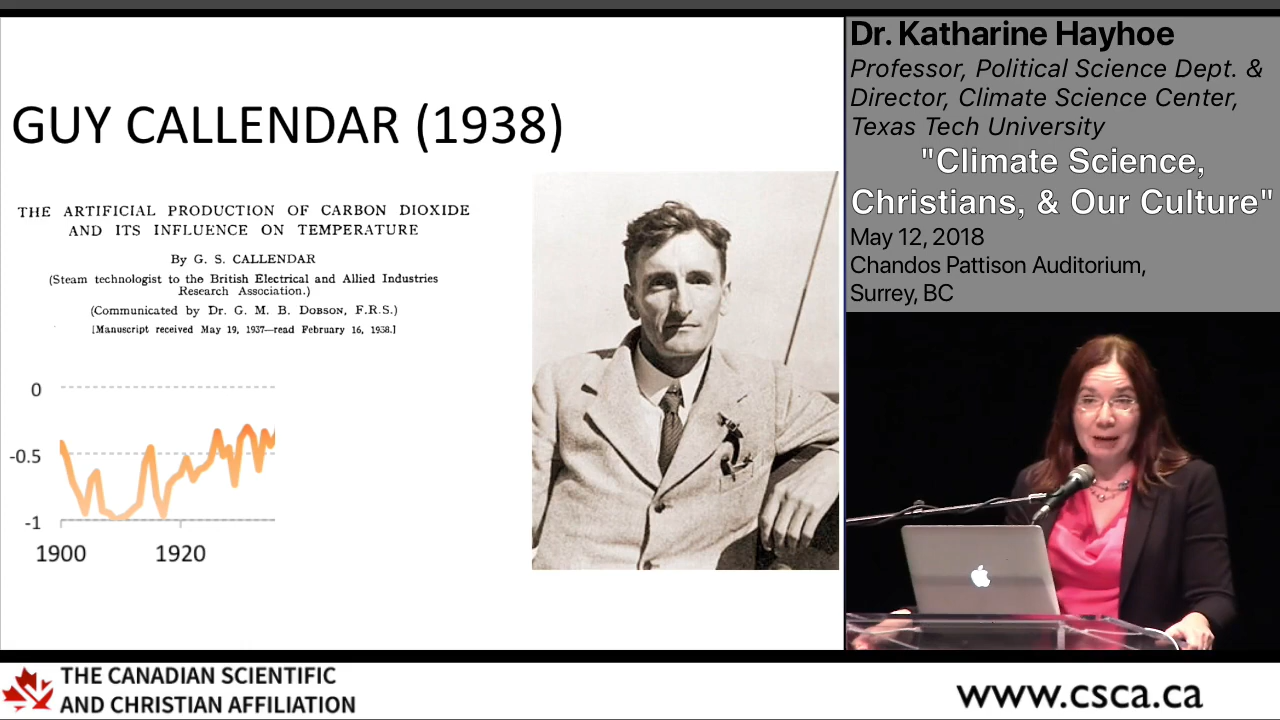 GUY CALLENDAR (1938)
THE ARTIFICIAL PRODUCTION OF CARBON DIOXIDE
AND ITS INFLUENCE ON TEMPERATURE
By G. S. CALLENDAR
(Steam technologist to the British Electrical and Allied Industries
Research Association.)
(Communicated by Dr. G. M. B. DOBSON, F.R.S.)
[Manuscript received May 19, 1937—read February 16, 1938.]
0
-0.5
-1
1900 1920
Dr. Katharine Hayhoe
Professor, Political Science Dept. &
Director, Climate Science Center,
Texas Tech University
"Climate Science,
Christians, & Our Culture"
May 12, 2018
Chandos Pattison Auditorium,
Surrey, BC
THE CANADIAN SCIENTIFIC
AND CHRISTIAN AFFILIATION
www.csca.ca